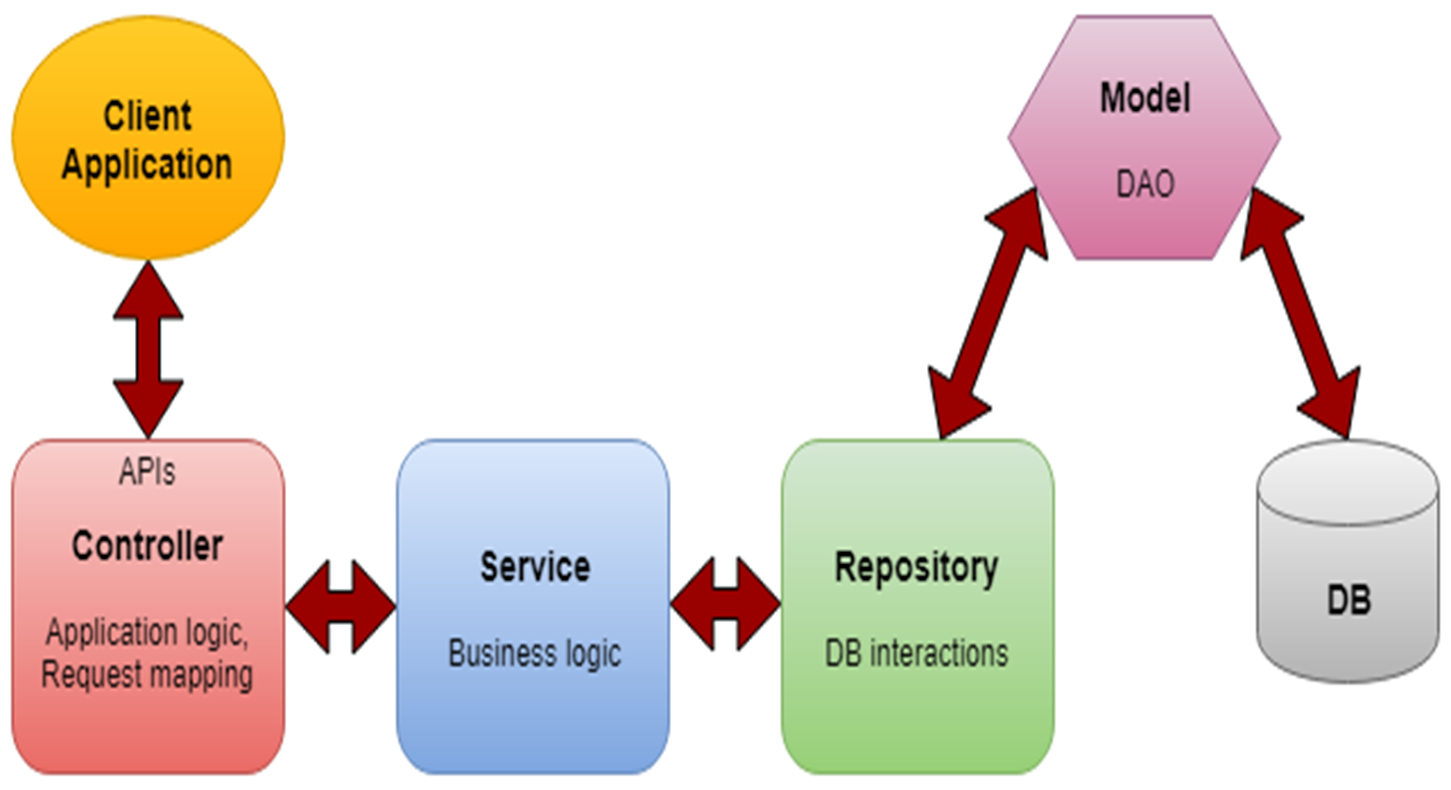 Client
Application
Model
DAO
APIs
Controller
Application logic,
Request mapping
Service
Business logic
Repository
DB interactions
DB